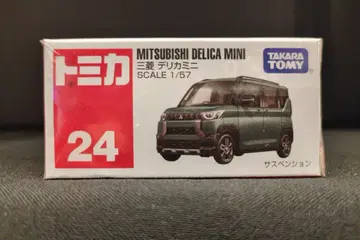 トミカ
24
MITSUBISHI DELICA MINI
三菱 デリカミニ
SCALE 1/57
TAKARA
TOMY
サスペンション